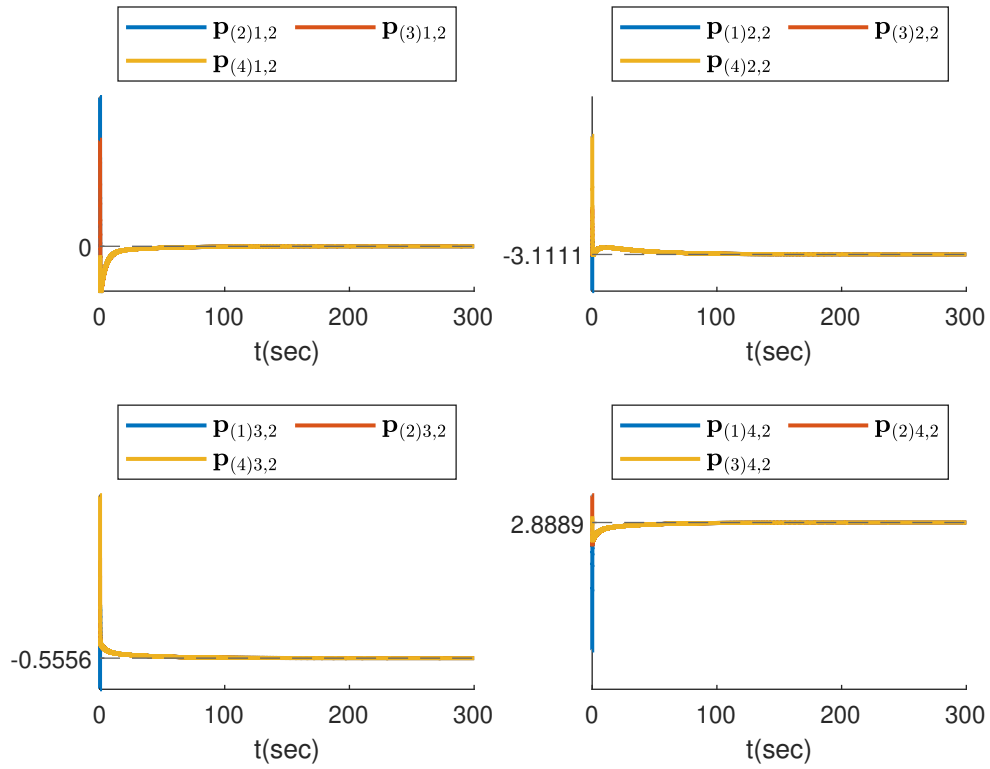 p(2)1,2 p(3)1,2
p(4)1,2
0
0 100 200 300
t(sec)
p(1)2,2 p(3)2,2
p(4)2,2
-3.1111
0 100 200 300
t(sec)
p(1)3,2 p(2)3,2
p(4)3,2
-0.5556
0 100 200 300
t(sec)
p(1)4,2 p(2)4,2
p(3)4,2
2.8889
0 100 200 300
t(sec)